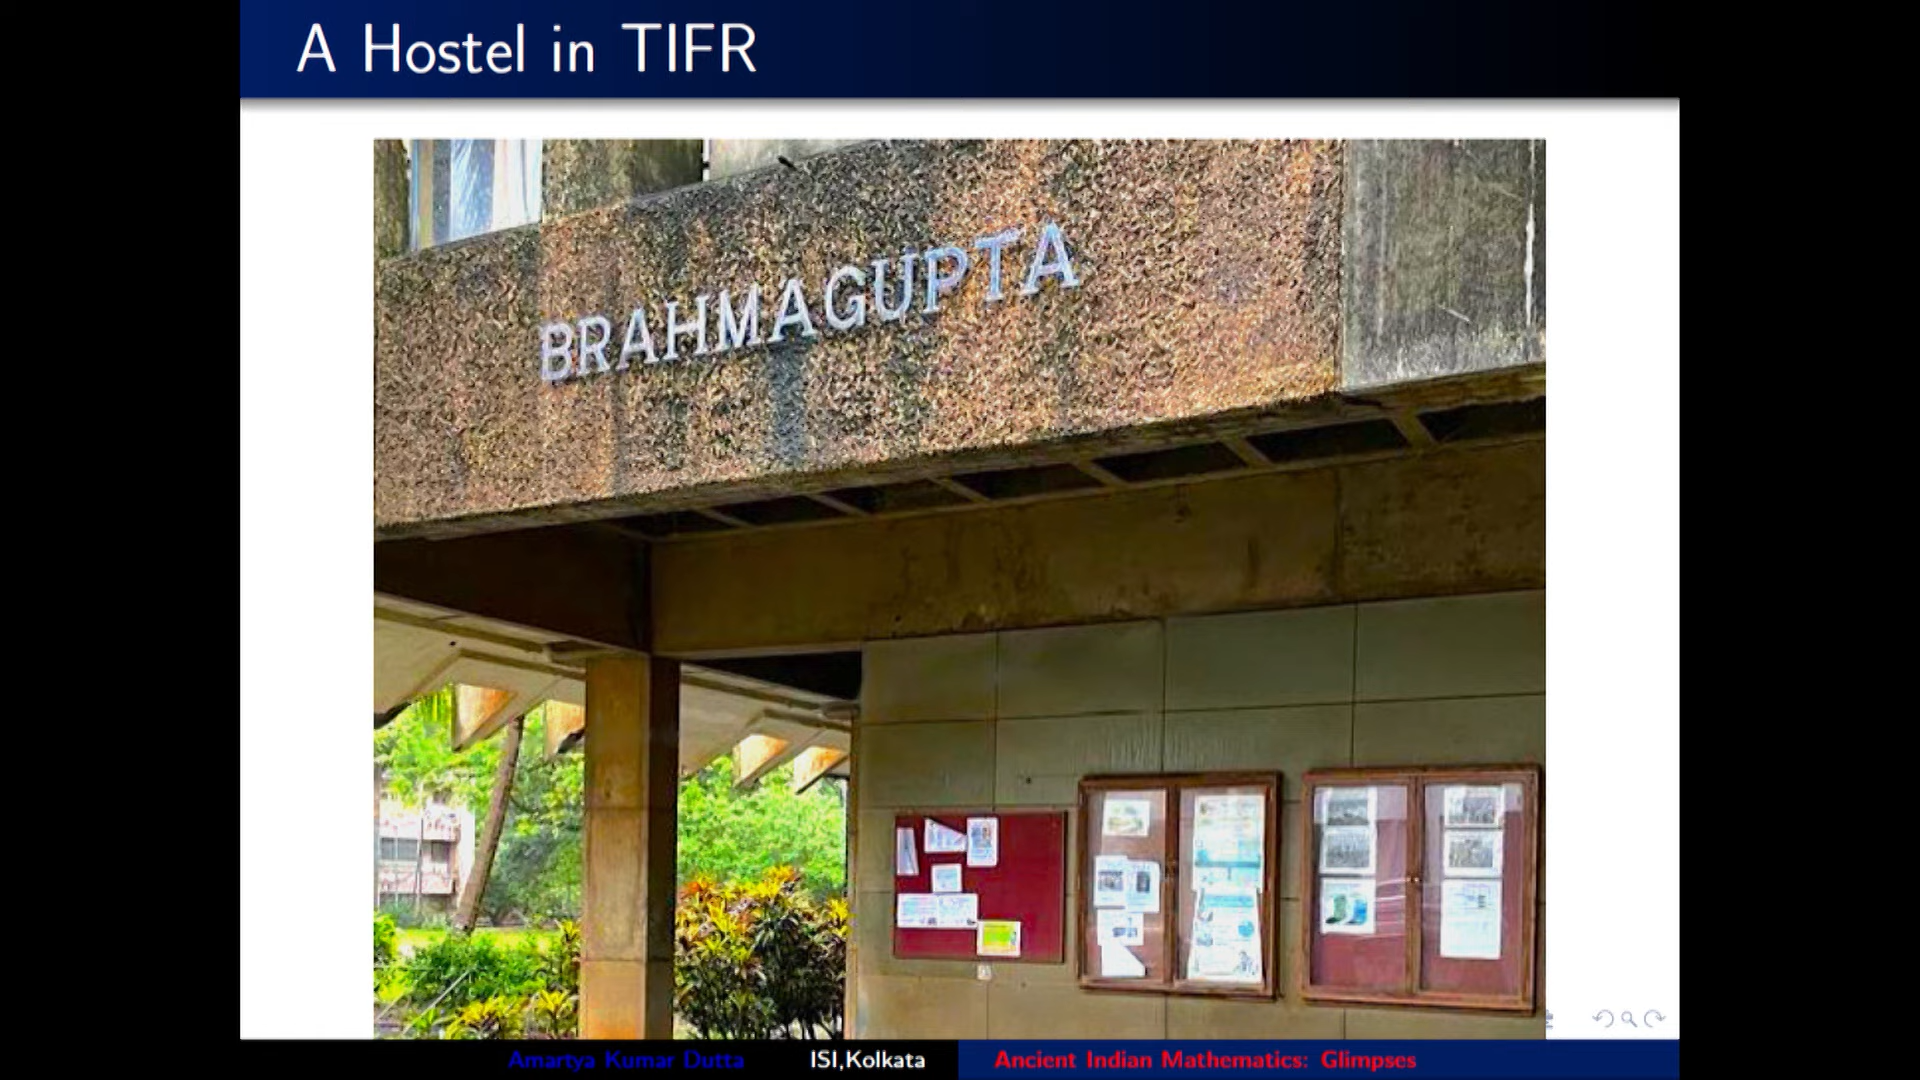 A Hostel in TIFR
BRAHMAGUPTA
Amartya Kumar Dutta ISI,Kolkata Ancient Indian Mathematics: Glimpses